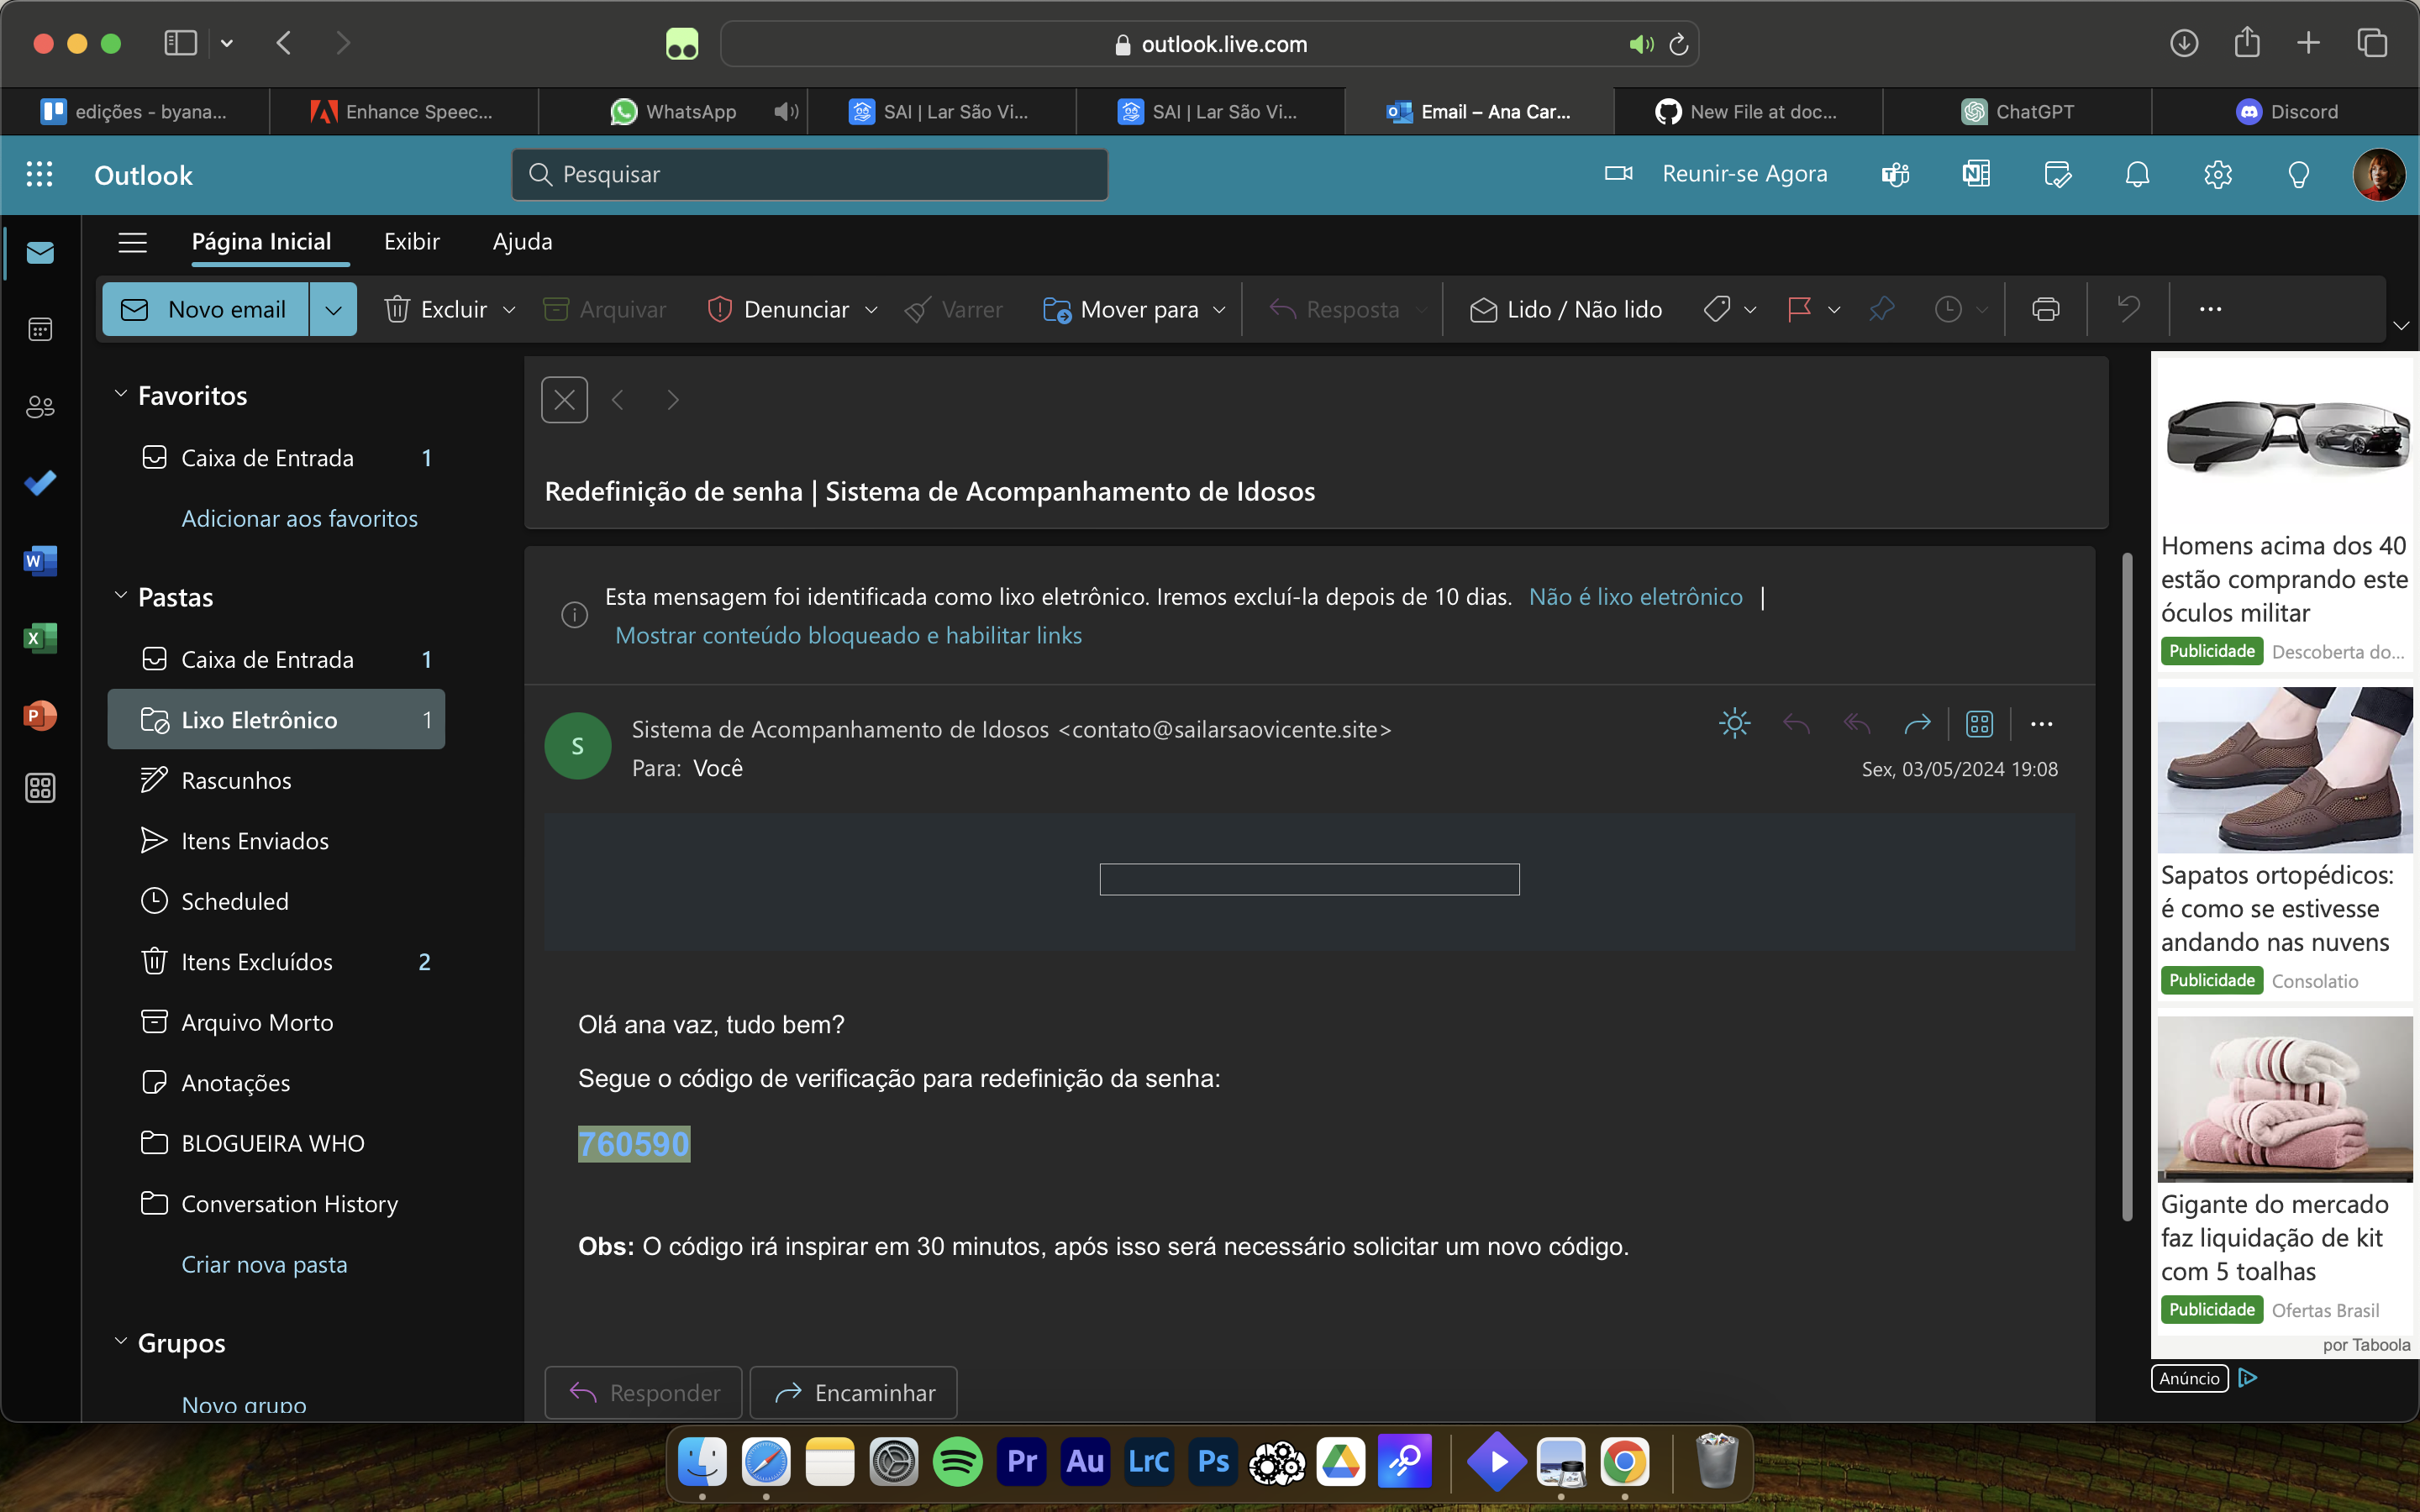 outlook.live.com
edições - byana...
Enhance Speec...
WhatsApp
SAI | Lar São Vi...
SAI | Lar São Vi...
Email – Ana Car...
New File at doc...
ChatGPT
Discord
Outlook
Pesquisar
Reunir-se Agora
Página Inicial
Exibir
Ajuda
Novo email
Excluir
Arquivar
Denunciar
Varrer
Mover para
Resposta
Lido / Não lido
Favoritos
Caixa de Entrada 1
Adicionar aos favoritos
Pastas
Caixa de Entrada 1
Lixo Eletrônico 1
Rascunhos
Itens Enviados
Scheduled
Itens Excluídos 2
Arquivo Morto
Anotações
BLOGUEIRA WHO
Conversation History
Criar nova pasta
Grupos
Novo grupo
Redefinição de senha | Sistema de Acompanhamento de Idosos
Esta mensagem foi identificada como lixo eletrônico. Iremos excluí-la depois de 10 dias. Não é lixo eletrônico |
Mostrar conteúdo bloqueado e habilitar links
S
Sistema de Acompanhamento de Idosos <contato@sailarsaovicente.site>
Para: Você
Sex, 03/05/2024 19:08
Olá ana vaz, tudo bem?
Segue o código de verificação para redefinição da senha:
760590
Obs: O código irá inspirar em 30 minutos, após isso será necessário solicitar um novo código.
Responder
Encaminhar
Homens acima dos 40
estão comprando este
óculos militar
Publicidade Descoberta do...
Sapatos ortopédicos:
é como se estivesse
andando nas nuvens
Publicidade Consolatio
Gigante do mercado
faz liquidação de kit
com 5 toalhas
Publicidade Ofertas Brasil
por Taboola
Anúncio
Pr
Au
LrC
Ps